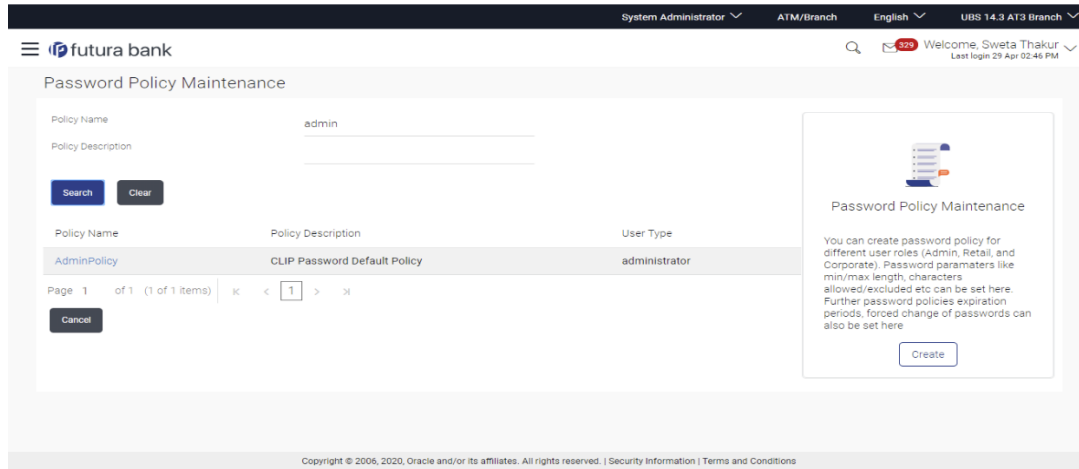 System Administrator ATM/Branch English UBS 14.3 AT3 Branch
futura bank
329 Welcome, Sweta Thakur
Last login 29 Apr 02:46 PM
Password Policy Maintenance
Policy Name admin
Policy Description
Search Clear
Policy Name Policy Description User Type
AdminPolicy CLIP Password Default Policy administrator
Page 1 of 1 (1 of 1 items) K < 1 > >|
Cancel
Password Policy Maintenance
You can create password policy for
different user roles (Admin, Retail, and
Corporate). Password paramaters like
min/max length, characters
allowed/excluded etc can be set here.
Further password policies expiration
periods, forced change of passwords can
also be set here
Create
Copyright © 2006, 2020, Oracle and/or its affiliates. All rights reserved. | Security Information | Terms and Conditions